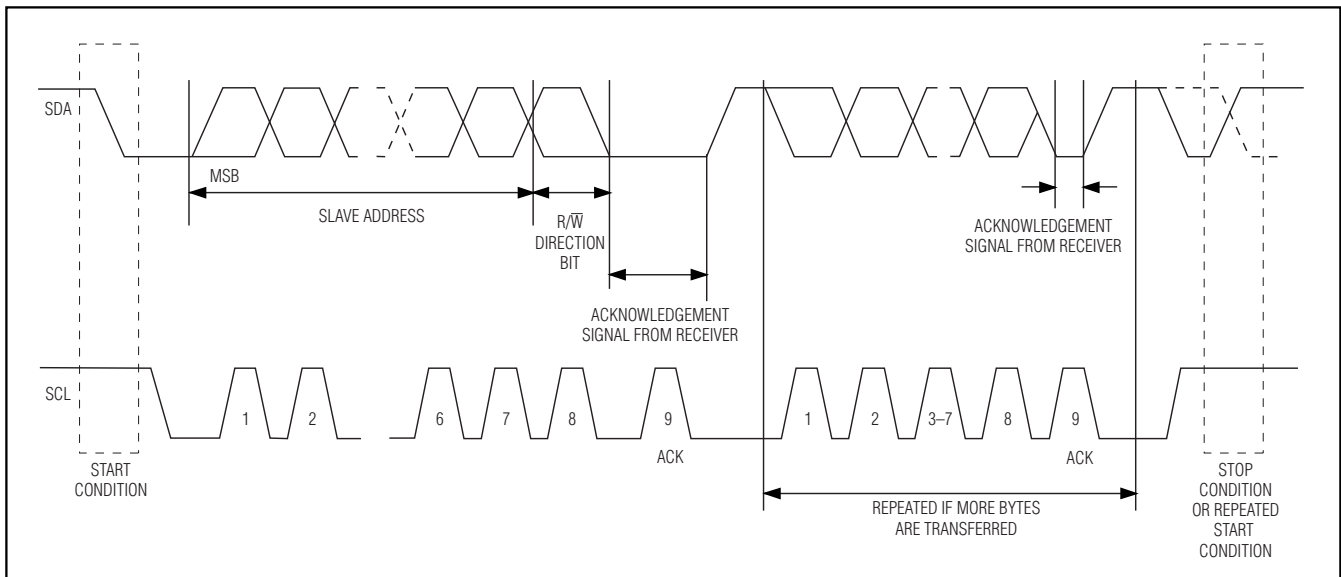 SDA
MSB
SLAVE ADDRESS
R/W̅
DIRECTION
BIT
ACKNOWLEDGEMENT
SIGNAL FROM RECEIVER
ACKNOWLEDGEMENT
SIGNAL FROM RECEIVER
SCL
1
2
6
7
8
9
ACK
1
2
3–7
8
9
ACK
START
CONDITION
REPEATED IF MORE BYTES
ARE TRANSFERRED
STOP
CONDITION
OR REPEATED
START
CONDITION